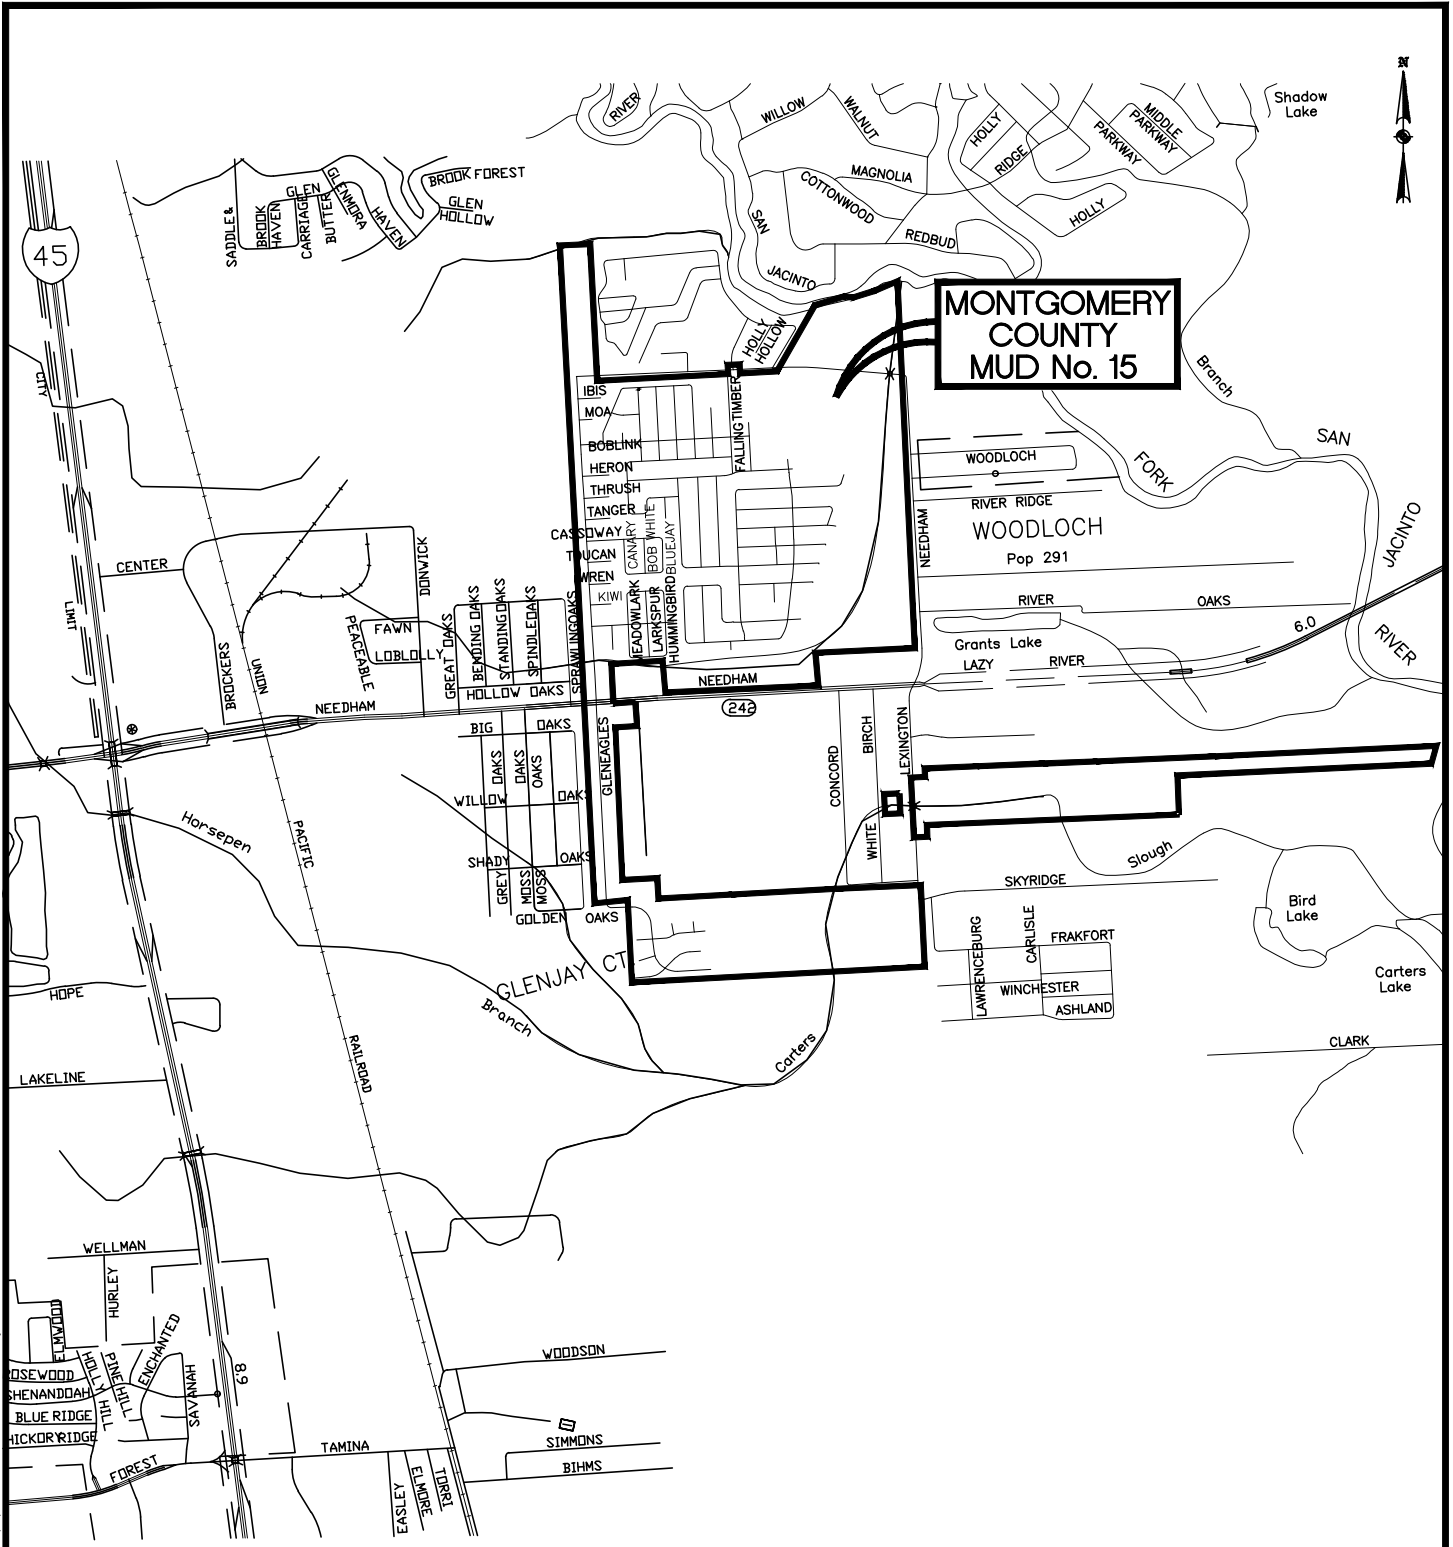 N
Shadow
Lake
RIVER
WILLOW
WALNUT
HOLLY
RIDGE
PARKWAY
MIDDLE
PARKWAY
MAGNOLIA
COTTONWOOD
HOLLY
REDBUD
SAN
JACINTO
BROOK FOREST
GLEN
HOLLOW
GLEN
GLENMORA
HAVEN
SADDLE &
BROOK
HAVEN
CARRIAGE
BUTTER
45
MONTGOMERY
COUNTY
MUD No. 15
HOLLY
HOLLOW
Branch
CITY
IBIS
MOA
BOBLINK
HERON
THRUSH
TANGER
CASSOWAY
TOUCAN
WREN
KIWI
FALLING TIMBER
CANARY
BOB WHITE
BLUEJAY
MEADOWLARK
LARKSPUR
HUMMINGBIRD
WOODLOCH
RIVER RIDGE
WOODLOCH
Pop 291
NEEDHAM
FORK
SAN
JACINTO
RIVER
CENTER
LIMIT
DONWICK
FAWN
LOBLOLLY
PEACEABLE
BROCKERS
UNION
GREAT OAKS
BENDING OAKS
STANDING OAKS
SPINDLE OAKS
SPRAWLING OAKS
HOLLOW OAKS
RIVER
OAKS
6.0
Grants Lake
LAZY
RIVER
NEEDHAM
NEEDHAM
242
BIG
OAKS
OAKS
OAKS
OAKS
WILLOW
OAKS
GLENEAGLES
CONCORD
BIRCH
WHITE
LEXINGTON
Horsepen
PACIFIC
SHADY
OAKS
GREY
MOSS
MOSS
GOLDEN
OAKS
Slough
SKYRIDGE
Bird
Lake
Carters
Lake
LAWRENCEBURG
CARLISLE
FRAKFORT
WINCHESTER
ASHLAND
GLENJAY CT
Branch
Carters
HOPE
RAILROAD
LAKELINE
CLARK
WELLMAN
HURLEY
ELMWOOD
ENCHANTED
ROSEWOOD
SHENANDOAH
BLUE RIDGE
HICKORY RIDGE
HOLLY HILL
PINE HILL
SAVANAH
8.9
FOREST
TAMINA
WOODSON
SIMMONS
BIHMS
EASLEY
ELMORE
TORRI